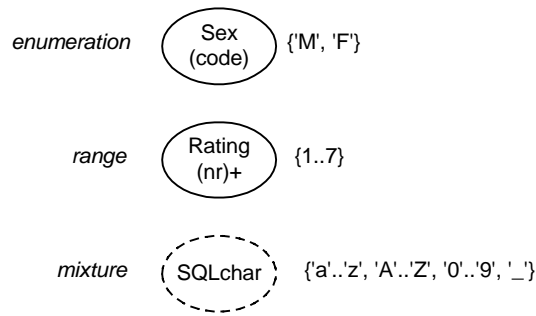 enumeration Sex (code) {'M', 'F'}
range Rating (nr)+ {1..7}
mixture SQLchar {'a'..'z', 'A'..'Z', '0'..'9', '_'}